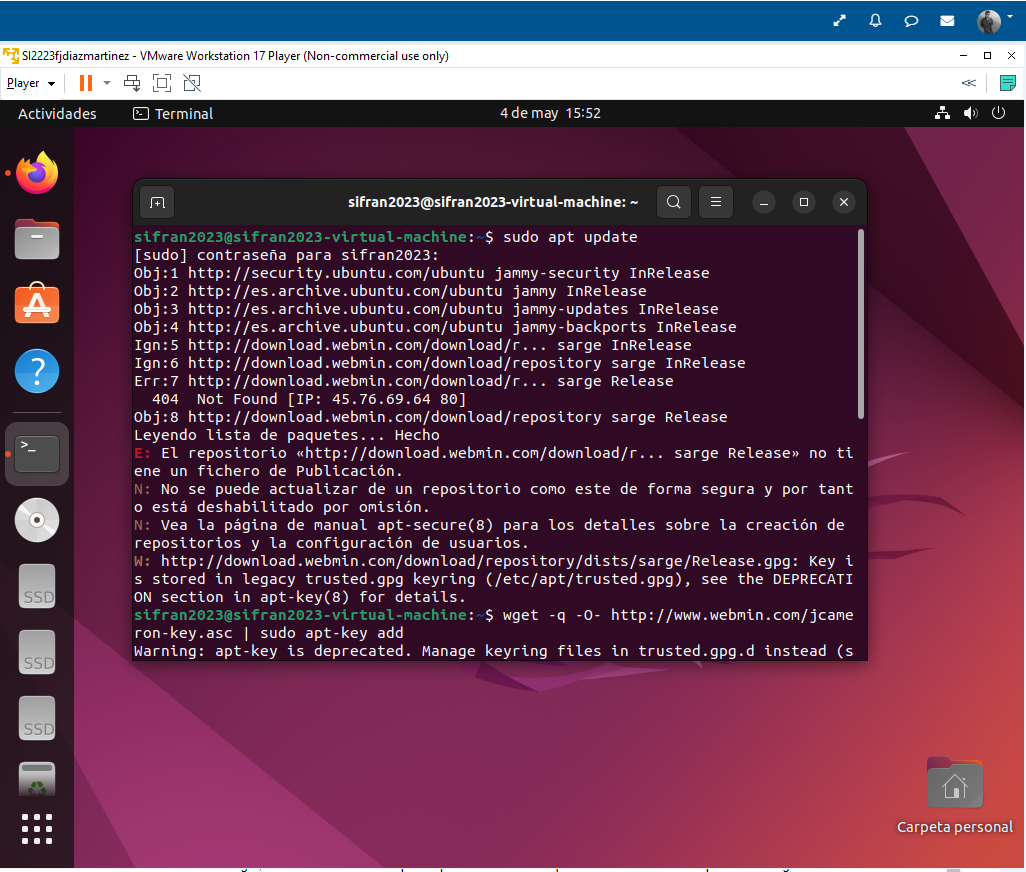 SI2223fjdiazmartinez - VMware Workstation 17 Player (Non-commercial use only)
Player
Actividades
Terminal
4 de may 15:52
sifran2023@sifran2023-virtual-machine: ~
sifran2023@sifran2023-virtual-machine:~$ sudo apt update
[sudo] contraseña para sifran2023:
Obj:1 http://security.ubuntu.com/ubuntu jammy-security InRelease
Obj:2 http://es.archive.ubuntu.com/ubuntu jammy InRelease
Obj:3 http://es.archive.ubuntu.com/ubuntu jammy-updates InRelease
Obj:4 http://es.archive.ubuntu.com/ubuntu jammy-backports InRelease
Ign:5 http://download.webmin.com/download/r... sarge InRelease
Ign:6 http://download.webmin.com/download/repository sarge InRelease
Err:7 http://download.webmin.com/download/r... sarge Release
404  Not Found [IP: 45.76.69.64 80]
Obj:8 http://download.webmin.com/download/repository sarge Release
Leyendo lista de paquetes... Hecho
E: El repositorio «http://download.webmin.com/download/r... sarge Release» no ti
ene un fichero de Publicación.
N: No se puede actualizar de un repositorio como este de forma segura y por tant
o está deshabilitado por omisión.
N: Vea la página de manual apt-secure(8) para los detalles sobre la creación de
repositorios y la configuración de usuarios.
W: http://download.webmin.com/download/repository/dists/sarge/Release.gpg: Key i
s stored in legacy trusted.gpg keyring (/etc/apt/trusted.gpg), see the DEPRECATI
ON section in apt-key(8) for details.
sifran2023@sifran2023-virtual-machine:~$ wget -q -O- http://www.webmin.com/jcame
ron-key.asc | sudo apt-key add
Warning: apt-key is deprecated. Manage keyring files in trusted.gpg.d instead (s
SSD
SSD
SSD
Carpeta personal